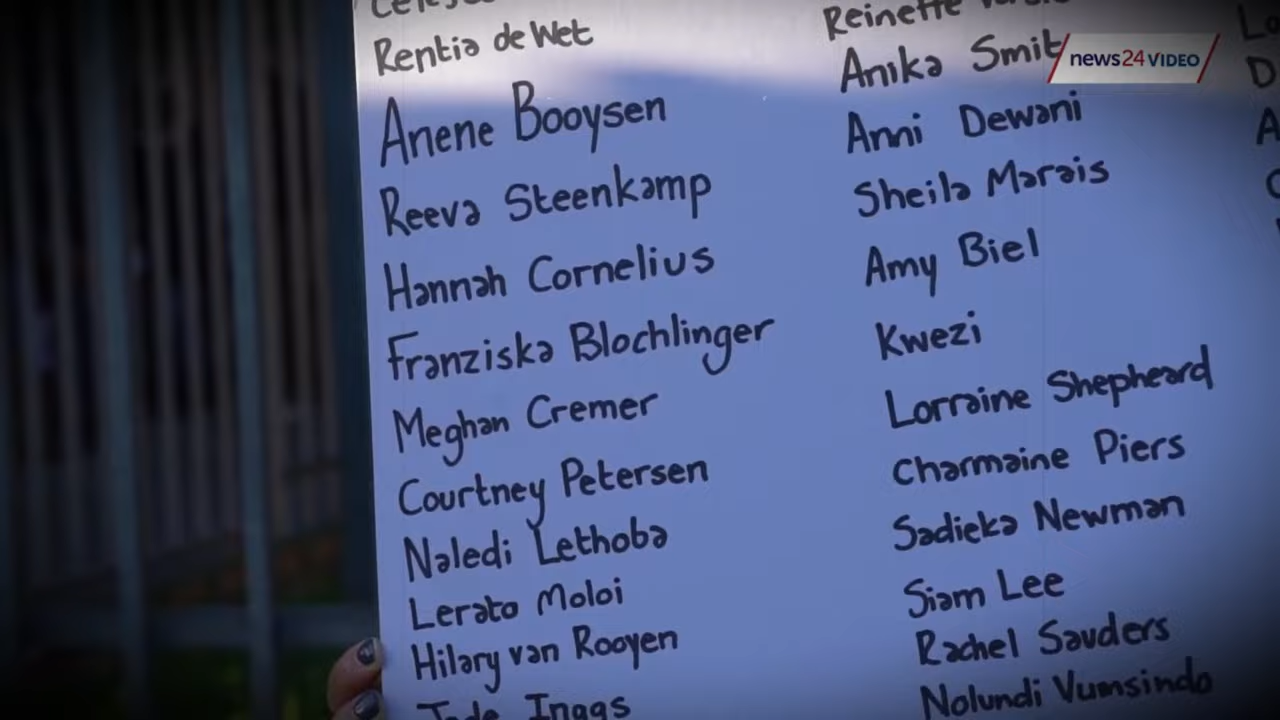 Rentia de Wet
Anene Booysen
Reeva Steenkamp
Hannah Cornelius
Franziska Blochlinger
Meghan Cremer
Courtney Petersen
Naledi Lethoba
Lerato Moloi
Hilary van Rooyen
Inggs
Reinette
Anika Smit
Anni Dewani
Sheila Marais
Amy Biel
Kwezi
Lorraine Shepheard
Charmaine Piers
Sadieka Newman
Siam Lee
Rachel Sauders
Nolundi Vumsindo
news24 VIDEO